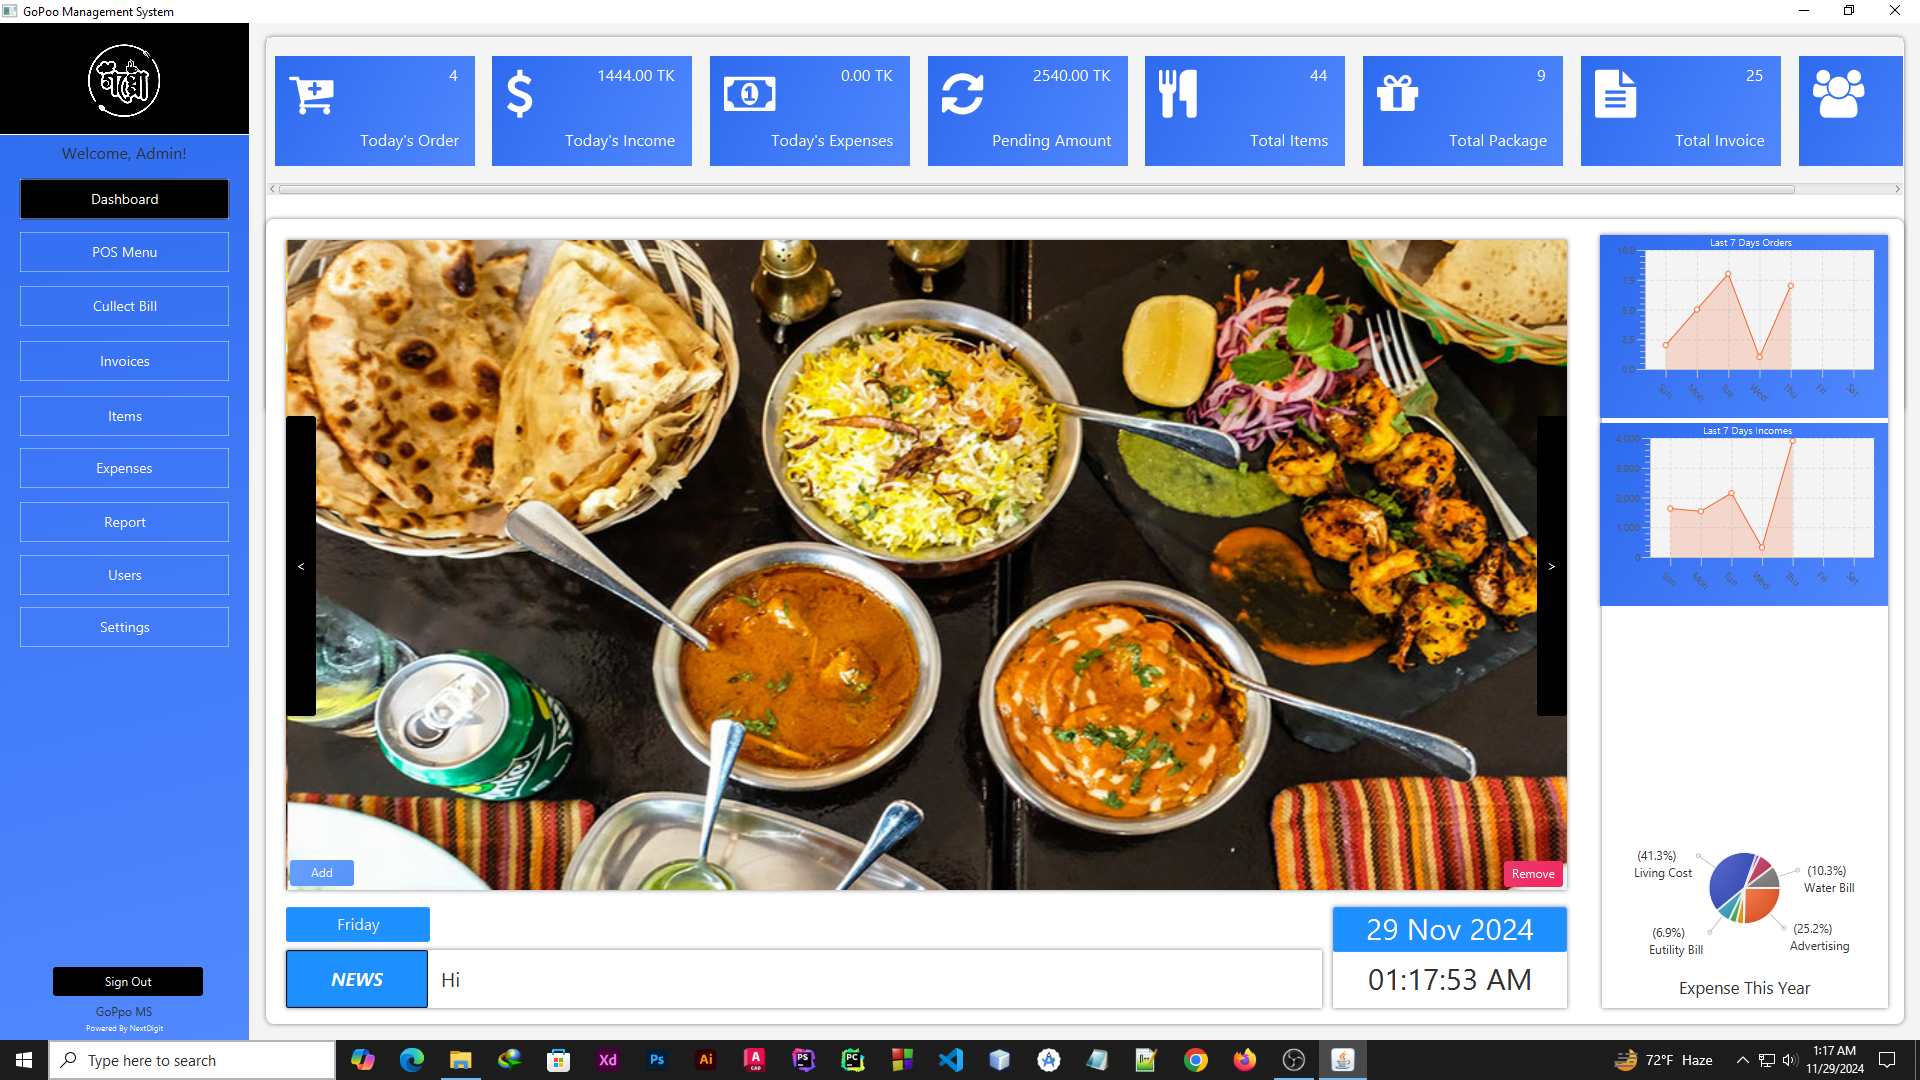 GoPoo Management System
গপ্পো
Welcome, Admin!
Dashboard
POS Menu
Cullect Bill
Invoices
Items
Expenses
Report
Users
Settings
Sign Out
GoPpo MS
Powered By NextDigit
4
Today's Order
1444.00 TK
Today's Income
0.00 TK
Today's Expenses
2540.00 TK
Pending Amount
44
Total Items
9
Total Package
25
Total Invoice
<
>
Add
Remove
Friday
NEWS
Hi
29 Nov 2024
01:17:53 AM
Last 7 Days Orders
10.0
7.5
5.0
2.5
0.0
Sun Mon Tue Wed Thu Fri Sat
Last 7 Days Incomes
4,000
3,000
2,000
1,000
0
Sun Mon Tue Wed Thu Fri Sat
(41.3%)
Living Cost
(10.3%)
Water Bill
(6.9%)
Eutility Bill
(25.2%)
Advertising
Expense This Year
Type here to search
Xd
Ps
Ai
A
CAD
PS
PC
72°F Haze
1:17 AM
11/29/2024